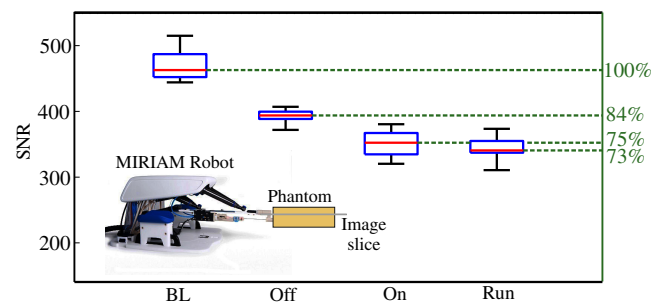 500
400
300
200
SNR
100%
84%
75%
73%
MIRIAM Robot
Phantom
Image
slice
BL Off On Run